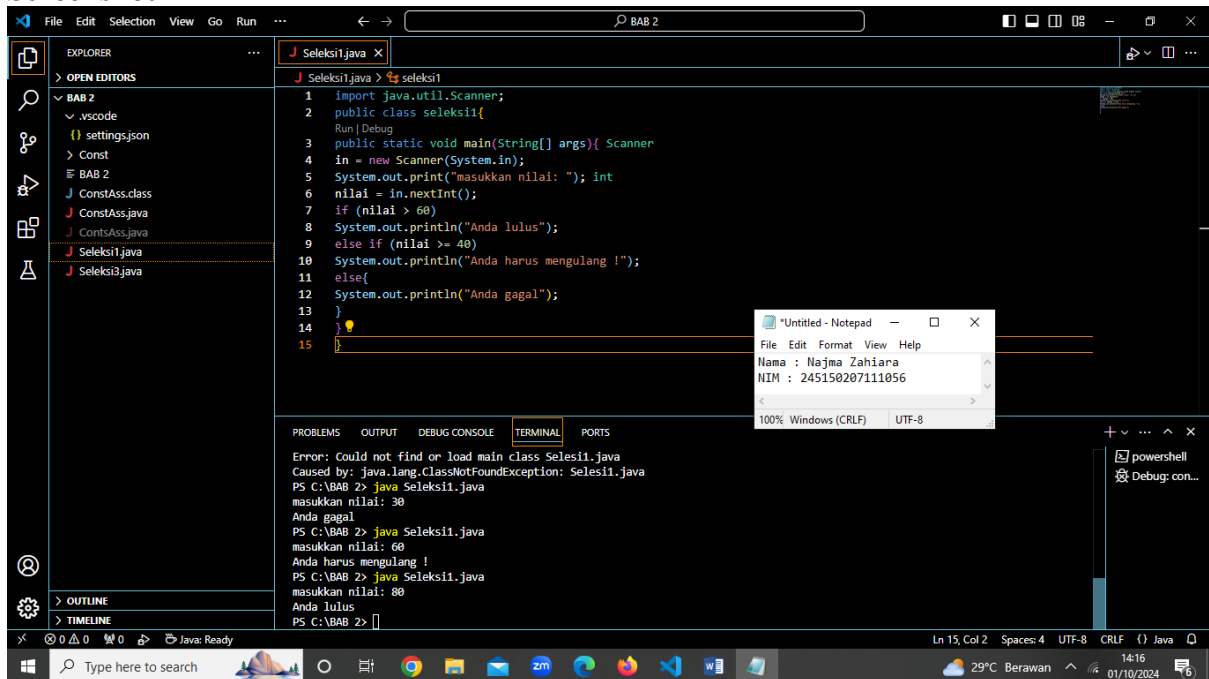 File Edit Selection View Go Run ... BAB 2
EXPLORER ...
OPEN EDITORS
BAB 2
.vscode
{} settings.json
Const
BAB 2
J ConstAss.class
J ConstAss.java
J ContsAss.java
J Seleksi1.java
J Seleksi3.java
OUTLINE
TIMELINE
J Seleksi1.java ×
J Seleksi1.java > seleksi1
1 import java.util.Scanner;
2 public class seleksi1{
Run | Debug
3 public static void main(String[] args){ Scanner
4 in = new Scanner(System.in);
5 System.out.print("masukkan nilai: "); int
6 nilai = in.nextInt();
7 if (nilai > 60)
8 System.out.println("Anda lulus");
9 else if (nilai >= 40)
10 System.out.println("Anda harus mengulang !");
11 else{
12 System.out.println("Anda gagal");
13 }
14 }
15 }
*Untitled - Notepad
File Edit Format View Help
Nama : Najma Zahiara
NIM : 245150207111056
100% Windows (CRLF) UTF-8
PROBLEMS OUTPUT DEBUG CONSOLE TERMINAL PORTS
Error: Could not find or load main class Selesi1.java
Caused by: java.lang.ClassNotFoundException: Selesi1.java
PS C:\BAB 2> java Seleksi1.java
masukkan nilai: 30
Anda gagal
PS C:\BAB 2> java Seleksi1.java
masukkan nilai: 60
Anda harus mengulang !
PS C:\BAB 2> java Seleksi1.java
masukkan nilai: 80
Anda lulus
PS C:\BAB 2>
powershell
Debug: con...
0 0 0 Java: Ready
Ln 15, Col 2 Spaces: 4 UTF-8 CRLF {} Java
Type here to search
zm
29°C Berawan
14:16
01/10/2024
6